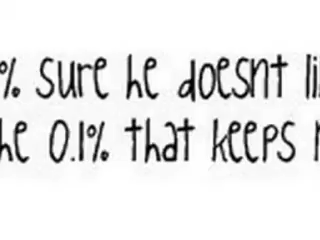 % sure he doesnt
he 0.1% that keeps